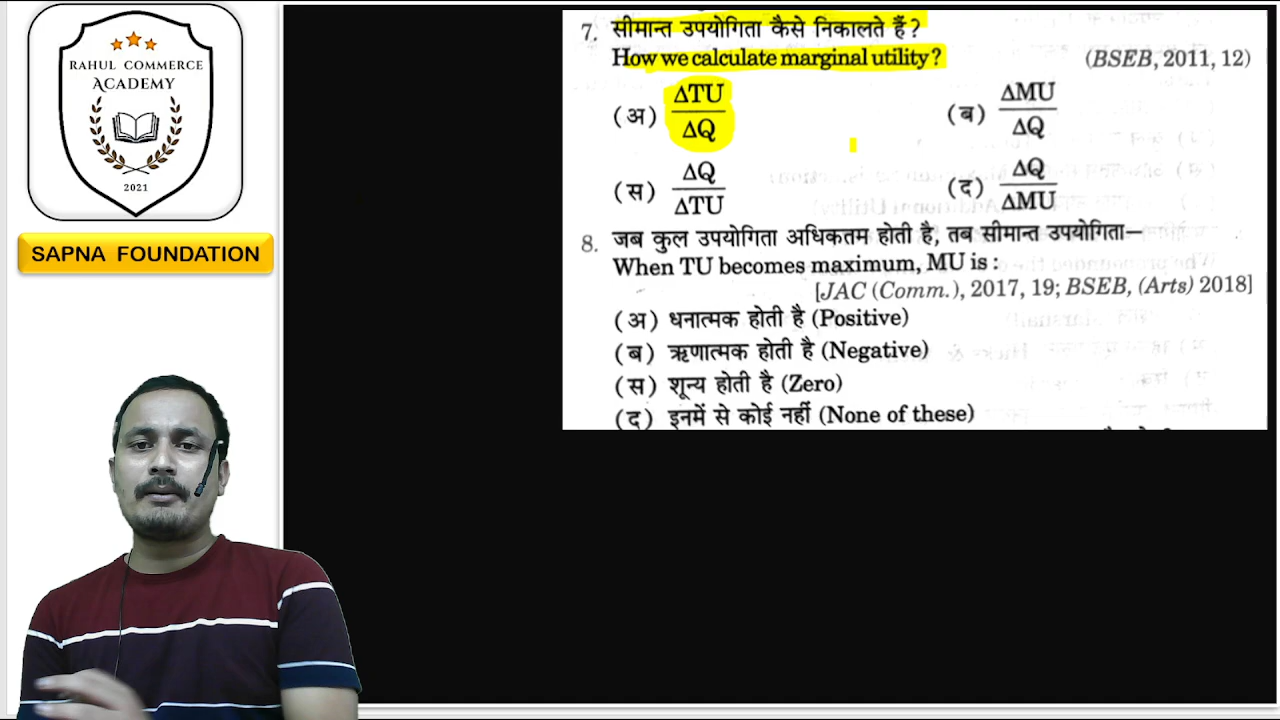 RAHUL COMMERCE
ACADEMY
2021
SAPNA FOUNDATION
7. सीमान्त उपयोगिता कैसे निकालते हैं?
How we calculate marginal utility? (BSEB, 2011, 12)
(अ) ΔTU/ΔQ (ब) ΔMU/ΔQ
(स) ΔQ/ΔTU (द) ΔQ/ΔMU
8. जब कुल उपयोगिता अधिकतम होती है, तब सीमान्त उपयोगिता—
When TU becomes maximum, MU is :
[JAC (Comm.), 2017, 19; BSEB, (Arts) 2018]
(अ) धनात्मक होती है (Positive)
(ब) ऋणात्मक होती है (Negative)
(स) शून्य होती है (Zero)
(द) इनमें से कोई नहीं (None of these)